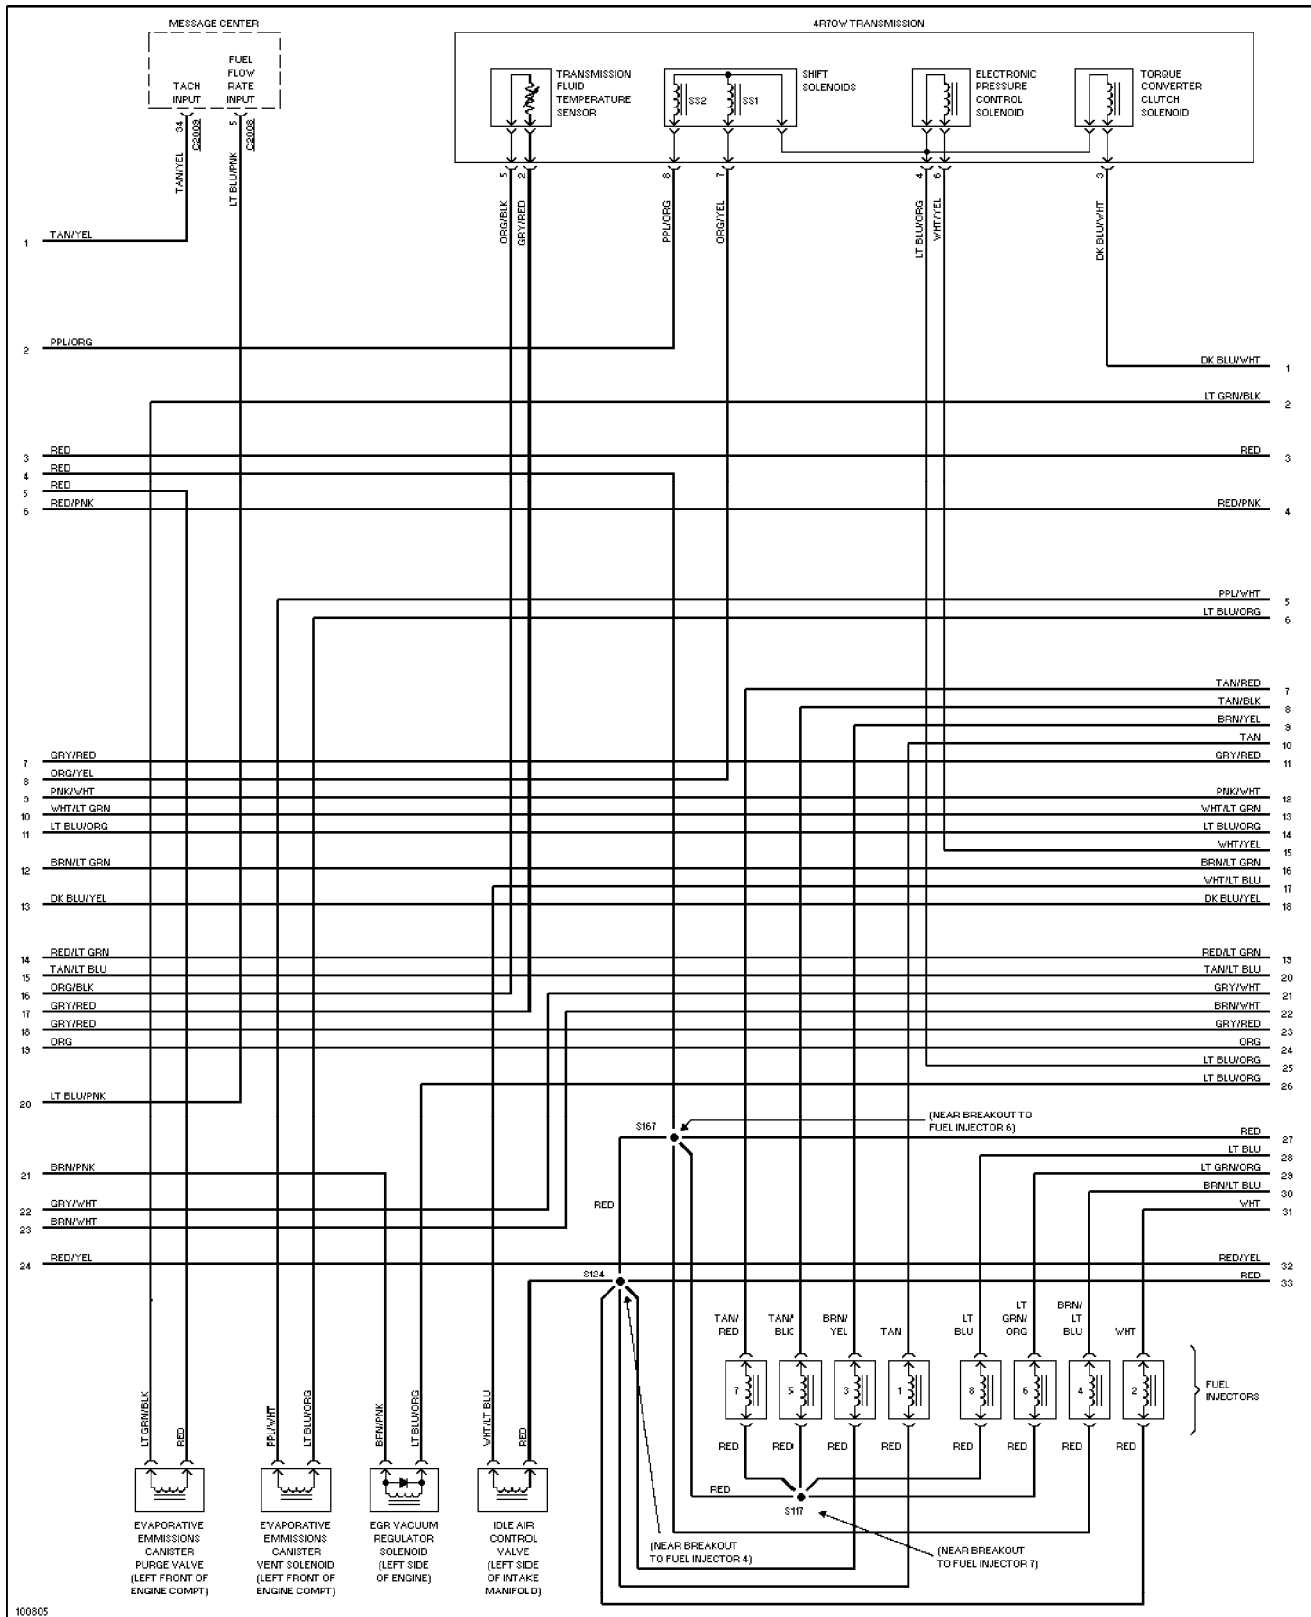 MESSAGE CENTER
4R70W TRANSMISSION
FUEL
FLOW
RATE
INPUT
TACH
INPUT
TRANSMISSION
FLUID
TEMPERATURE
SENSOR
SS2
SS1
SHIFT
SOLENOIDS
ELECTRONIC
PRESSURE
CONTROL
SOLENOID
TORQUE
CONVERTER
CLUTCH
SOLENOID
34
C2009
5
C2008
5
2
8
7
4
6
3
TAN/YEL
LT BLU/PNK
ORG/BLK
GRY/RED
PPL/ORG
ORG/YEL
LT BLU/ORG
WHT/YEL
DK BLU/WHT
1 TAN/YEL
2 PPL/ORG
DK BLU/WHT 1
LT GRN/BLK 2
3 RED
RED 3
4 RED
5 RED
6 RED/PNK
RED/PNK 4
PPL/WHT 5
LT BLU/ORG 6
TAN/RED 7
TAN/BLK 8
BRN/YEL 9
TAN 10
7 GRY/RED
GRY/RED 11
8 ORG/YEL
9 PNK/WHT
PNK/WHT 12
10 WHT/LT GRN
WHT/LT GRN 13
11 LT BLU/ORG
LT BLU/ORG 14
WHT/YEL 15
12 BRN/LT GRN
BRN/LT GRN 16
WHT/LT BLU 17
13 DK BLU/YEL
DK BLU/YEL 18
14 RED/LT GRN
RED/LT GRN 19
15 TAN/LT BLU
TAN/LT BLU 20
16 ORG/BLK
GRY/WHT 21
17 GRY/RED
BRN/WHT 22
18 GRY/RED
GRY/RED 23
19 ORG
ORG 24
LT BLU/ORG 25
LT BLU/ORG 26
20 LT BLU/PNK
S167
(NEAR BREAKOUT TO
FUEL INJECTOR 6)
RED 27
LT BLU 28
21 BRN/PNK
LT GRN/ORG 29
BRN/LT BLU 30
22 GRY/WHT
RED
WHT 31
23 BRN/WHT
24 RED/YEL
RED/YEL 32
S124
RED 33
TAN/
RED
TAN/
BLK
BRN/
YEL
TAN
LT
BLU
LT
GRN/
ORG
BRN/
LT
BLU
WHT
7
5
3
1
8
6
4
2
FUEL
INJECTORS
RED
RED
RED
RED
RED
RED
RED
RED
LT GRN/BLK
RED
PPL/WHT
LT BLU/ORG
BRN/PNK
LT BLU/ORG
WHT/LT BLU
RED
RED
S117
EVAPORATIVE
EMMISSIONS
CANISTER
PURGE VALVE
(LEFT FRONT OF
ENGINE COMPT)
EVAPORATIVE
EMMISSIONS
CANISTER
VENT SOLENOID
(LEFT FRONT OF
ENGINE COMPT)
EGR VACUUM
REGULATOR
SOLENOID
(LEFT SIDE
OF ENGINE)
IDLE AIR
CONTROL
VALVE
(LEFT SIDE
OF INTAKE
MANIFOLD)
(NEAR BREAKOUT
TO FUEL INJECTOR 4)
(NEAR BREAKOUT
TO FUEL INJECTOR 7)
100805